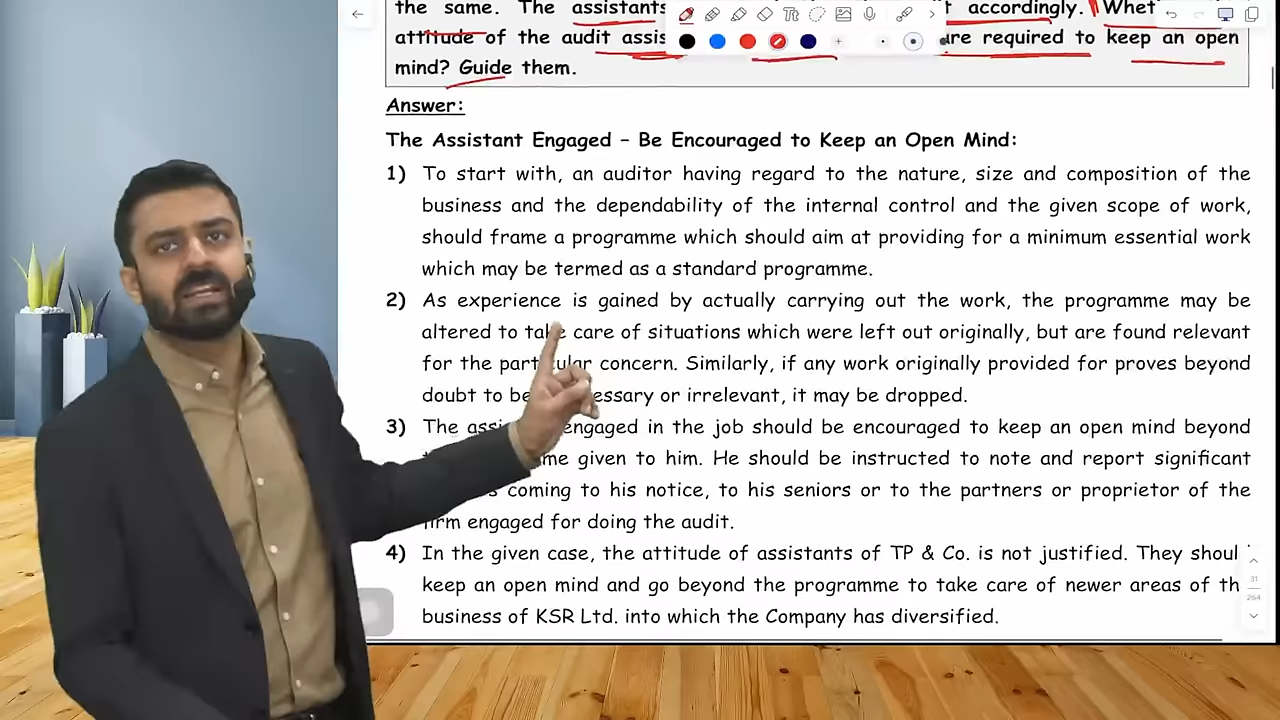 the same. The assistants accordingly. Whet
attitude of the audit assis are required to keep an open
mind? Guide them.
Answer:
The Assistant Engaged – Be Encouraged to Keep an Open Mind:
1) To start with, an auditor having regard to the nature, size and composition of the
business and the dependability of the internal control and the given scope of work,
should frame a programme which should aim at providing for a minimum essential work
which may be termed as a standard programme.
2) As experience is gained by actually carrying out the work, the programme may be
altered to take care of situations which were left out originally, but are found relevant
for the particular concern. Similarly, if any work originally provided for proves beyond
doubt to be essary or irrelevant, it may be dropped.
3) The assi engaged in the job should be encouraged to keep an open mind beyond
me given to him. He should be instructed to note and report significant
coming to his notice, to his seniors or to the partners or proprietor of the
firm engaged for doing the audit.
4) In the given case, the attitude of assistants of TP & Co. is not justified. They shoul
keep an open mind and go beyond the programme to take care of newer areas of th
business of KSR Ltd. into which the Company has diversified.
31
264